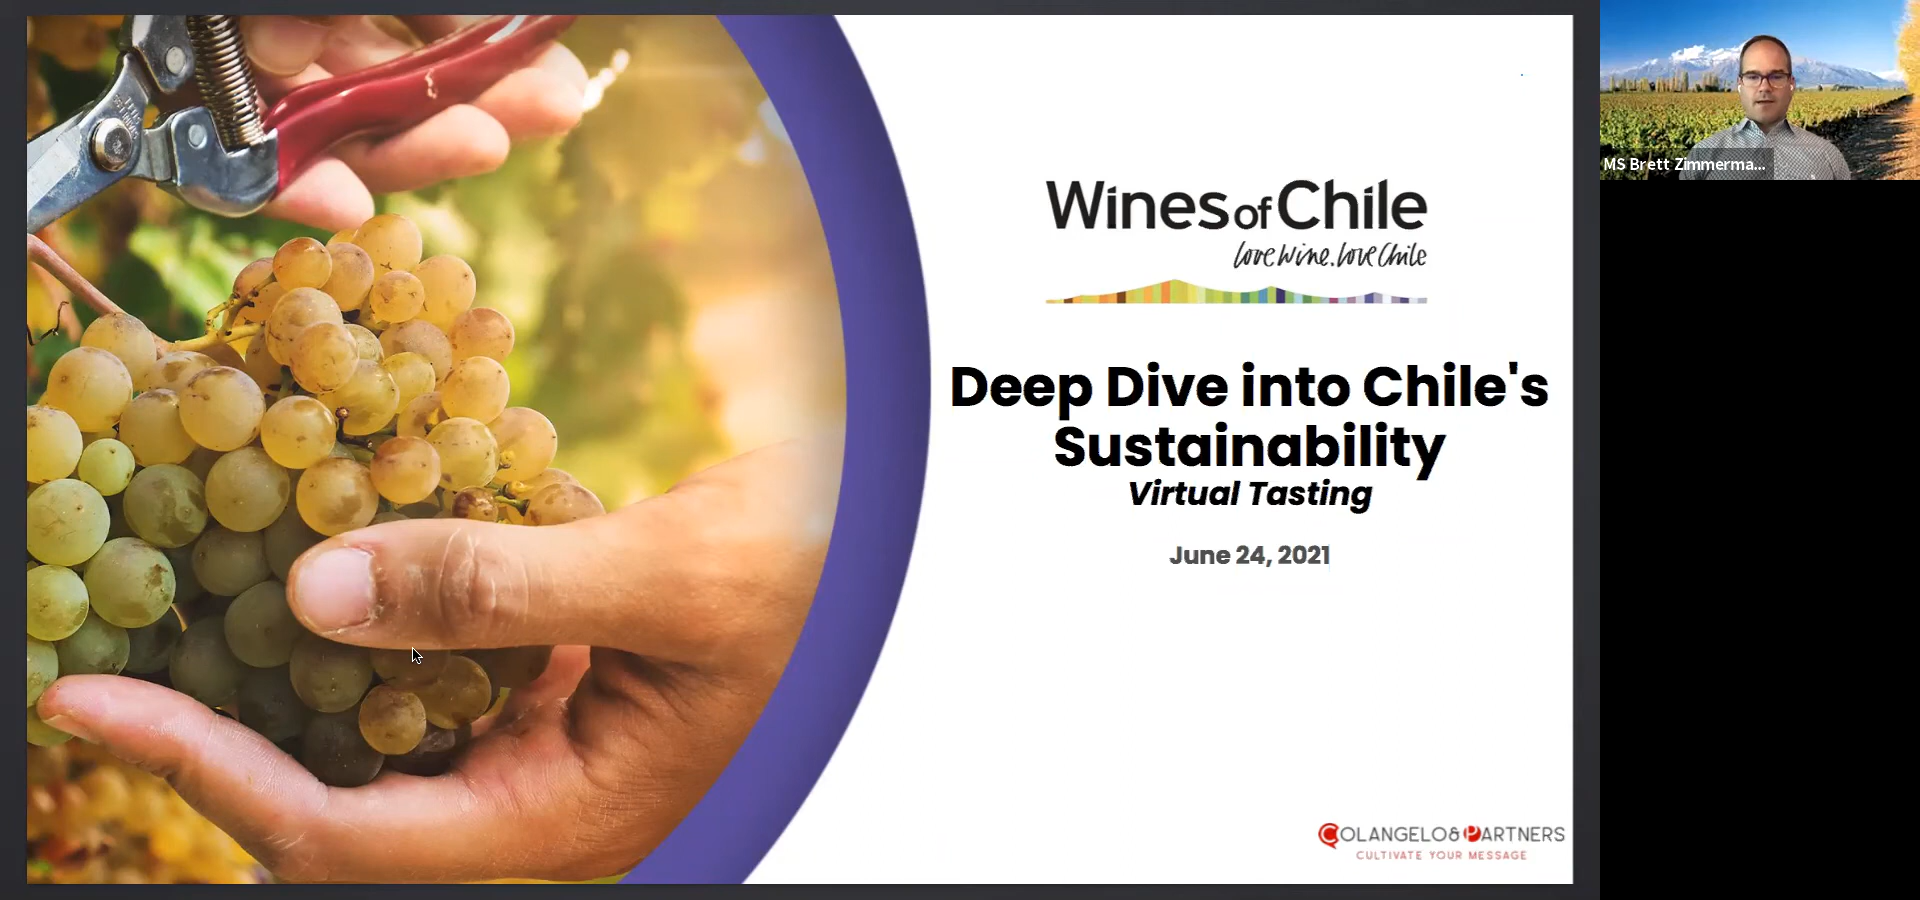 Wines of Chile
love wine. love Chile
Deep Dive into Chile's
Sustainability
Virtual Tasting
June 24, 2021
COLANGELO & PARTNERS
CULTIVATE YOUR MESSAGE
MS Brett Zimmerma...